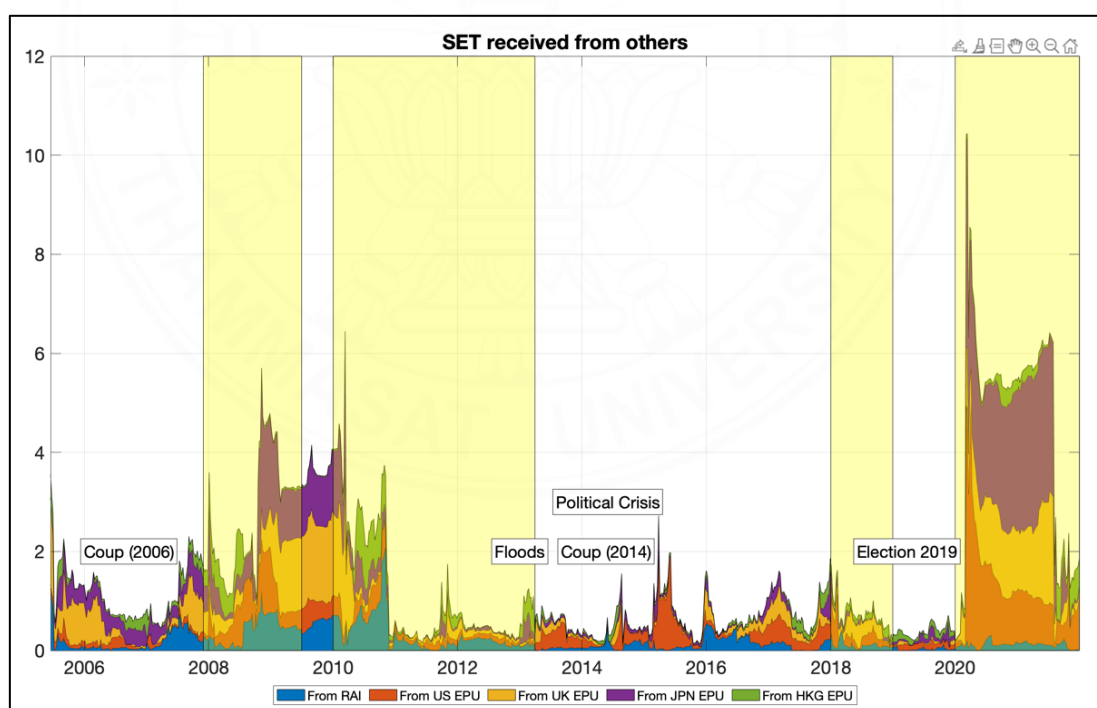 SET received from others
12
10
8
6
4
2
0
Political Crisis
Coup (2006)
Floods
Coup (2014)
Election 2019
2006 2008 2010 2012 2014 2016 2018 2020
From RAI From US EPU From UK EPU From JPN EPU From HKG EPU
THAMMASAT UNIVERSITY